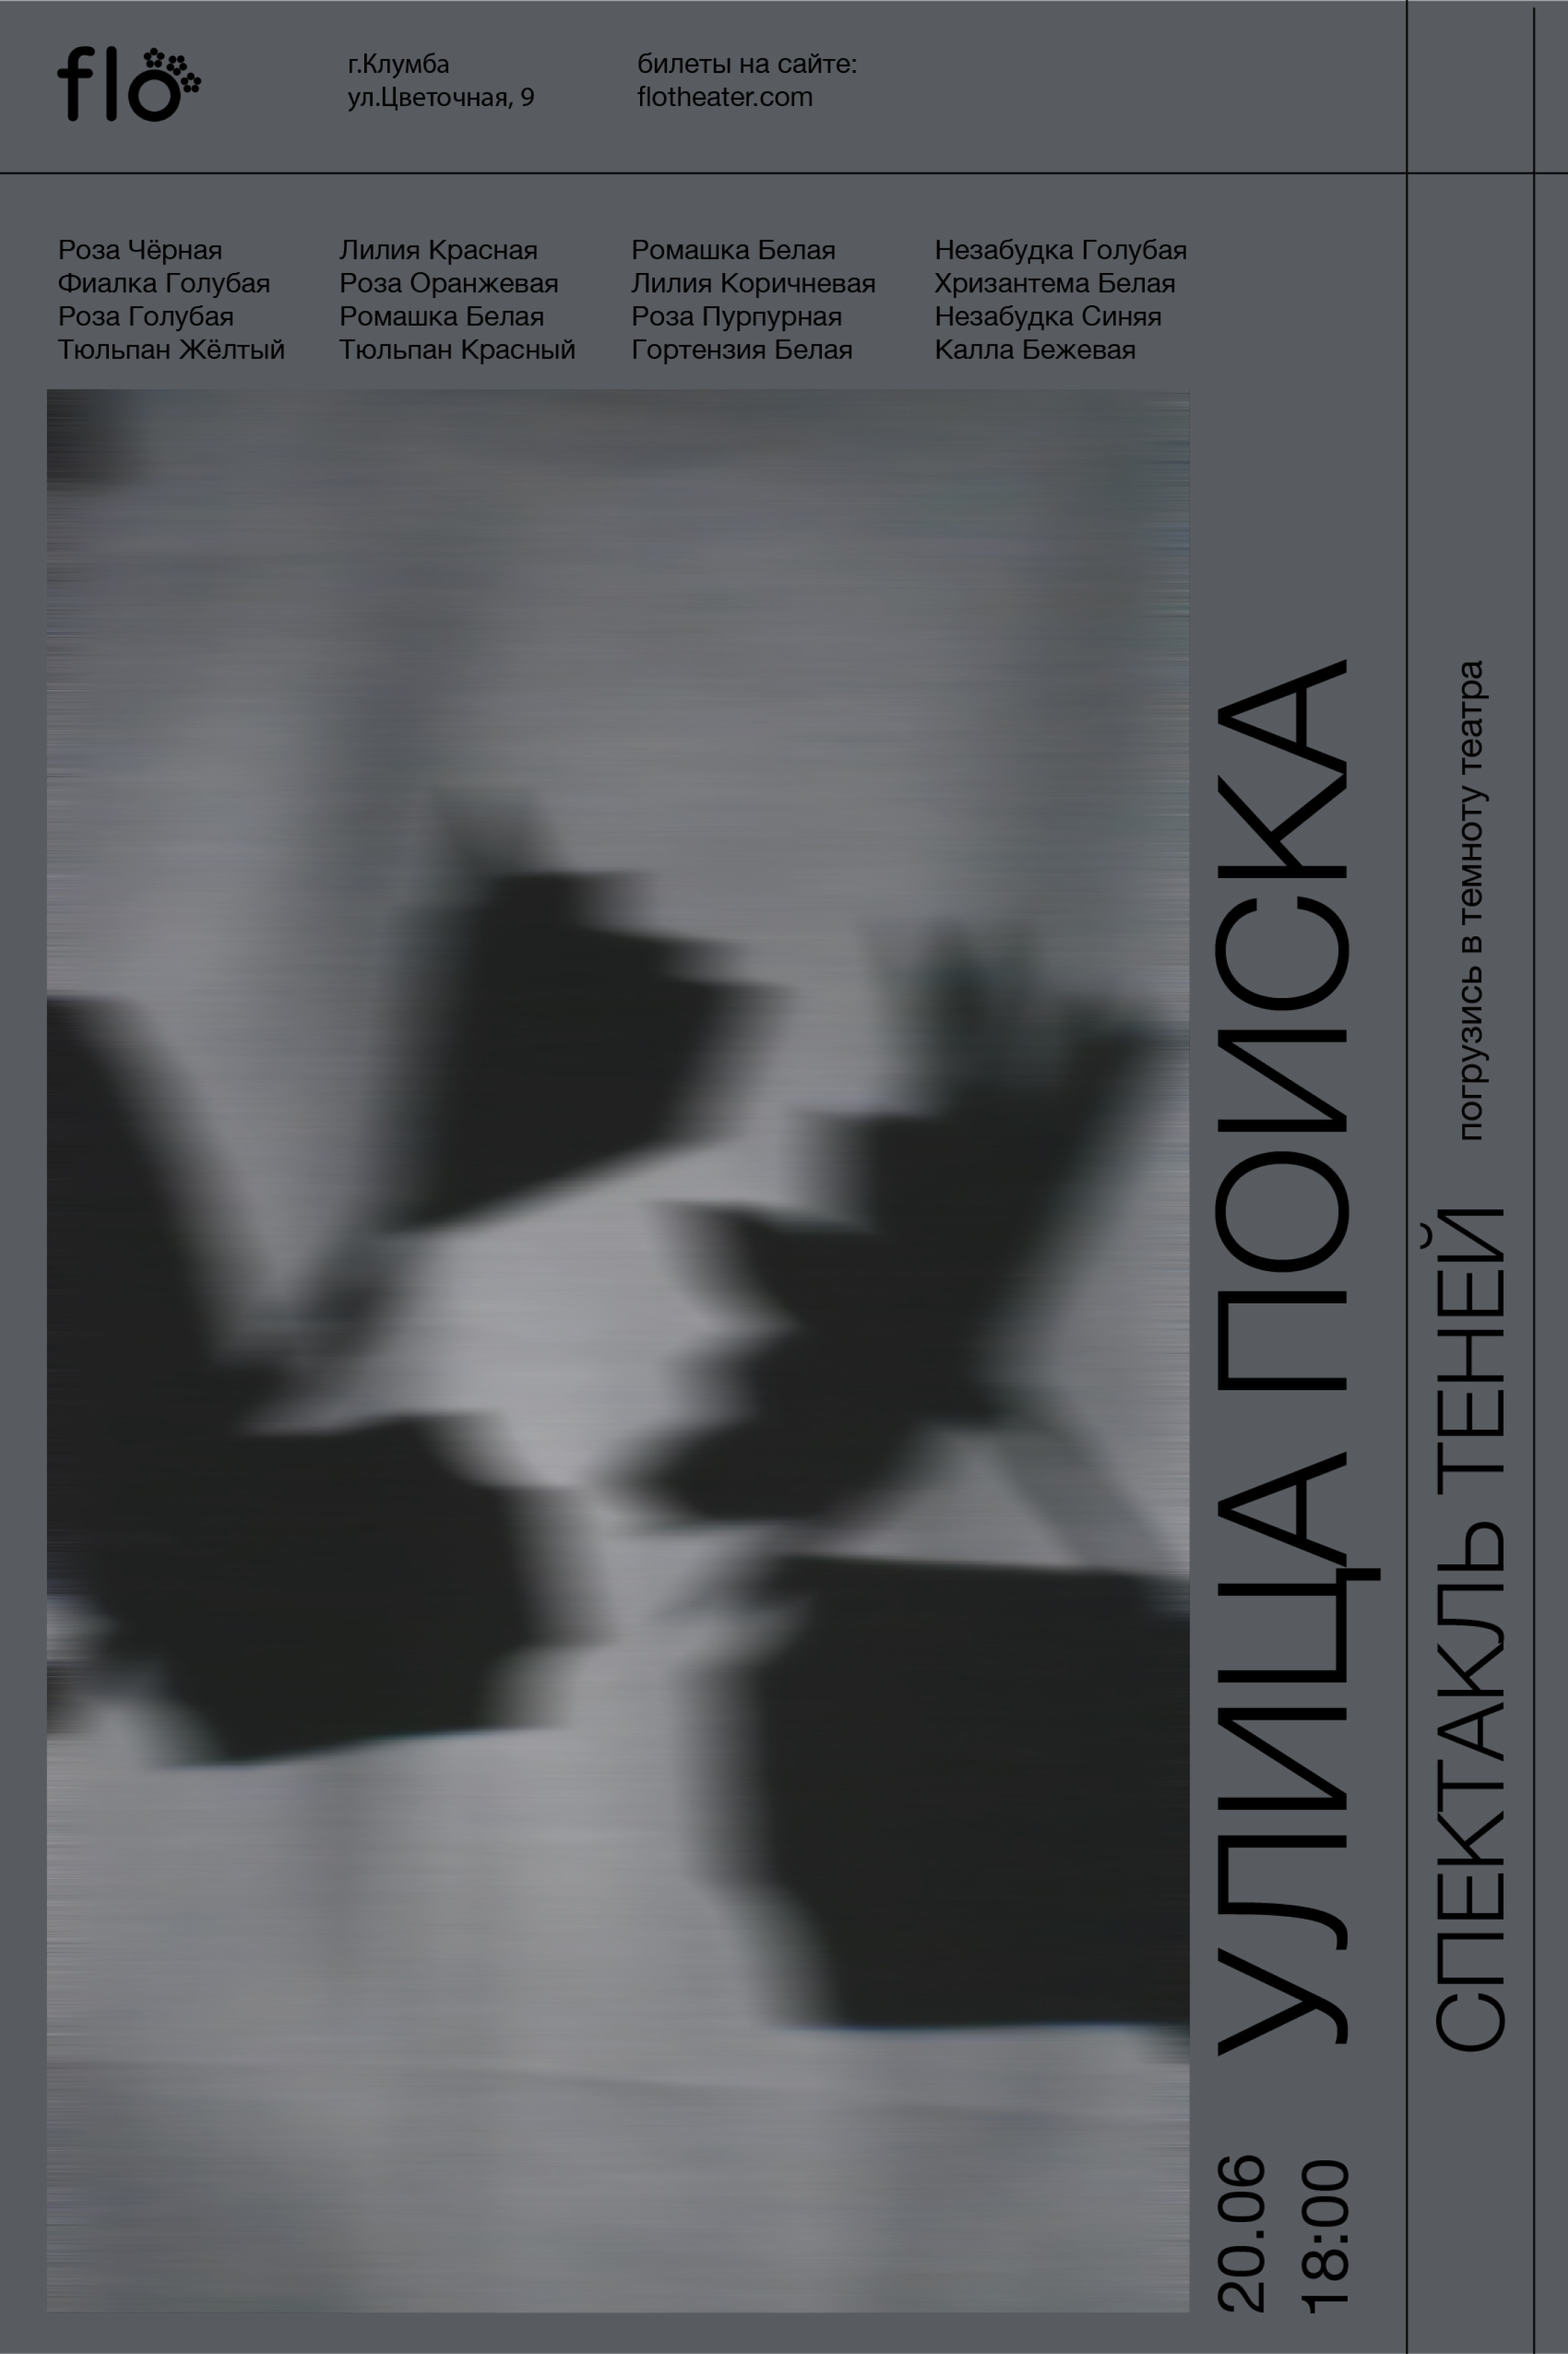 flo
г.Клумба
ул.Цветочная, 9
билеты на сайте:
flotheater.com
Роза Чёрная
Фиалка Голубая
Роза Голубая
Тюльпан Жёлтый
Лилия Красная
Роза Оранжевая
Ромашка Белая
Тюльпан Красный
Ромашка Белая
Лилия Коричневая
Роза Пурпурная
Гортензия Белая
Незабудка Голубая
Хризантема Белая
Незабудка Синяя
Калла Бежевая
УЛИЦА ПОИСКА
20.06
18:00
СПЕКТАКЛЬ ТЕНЕЙ
погрузись в темноту театра